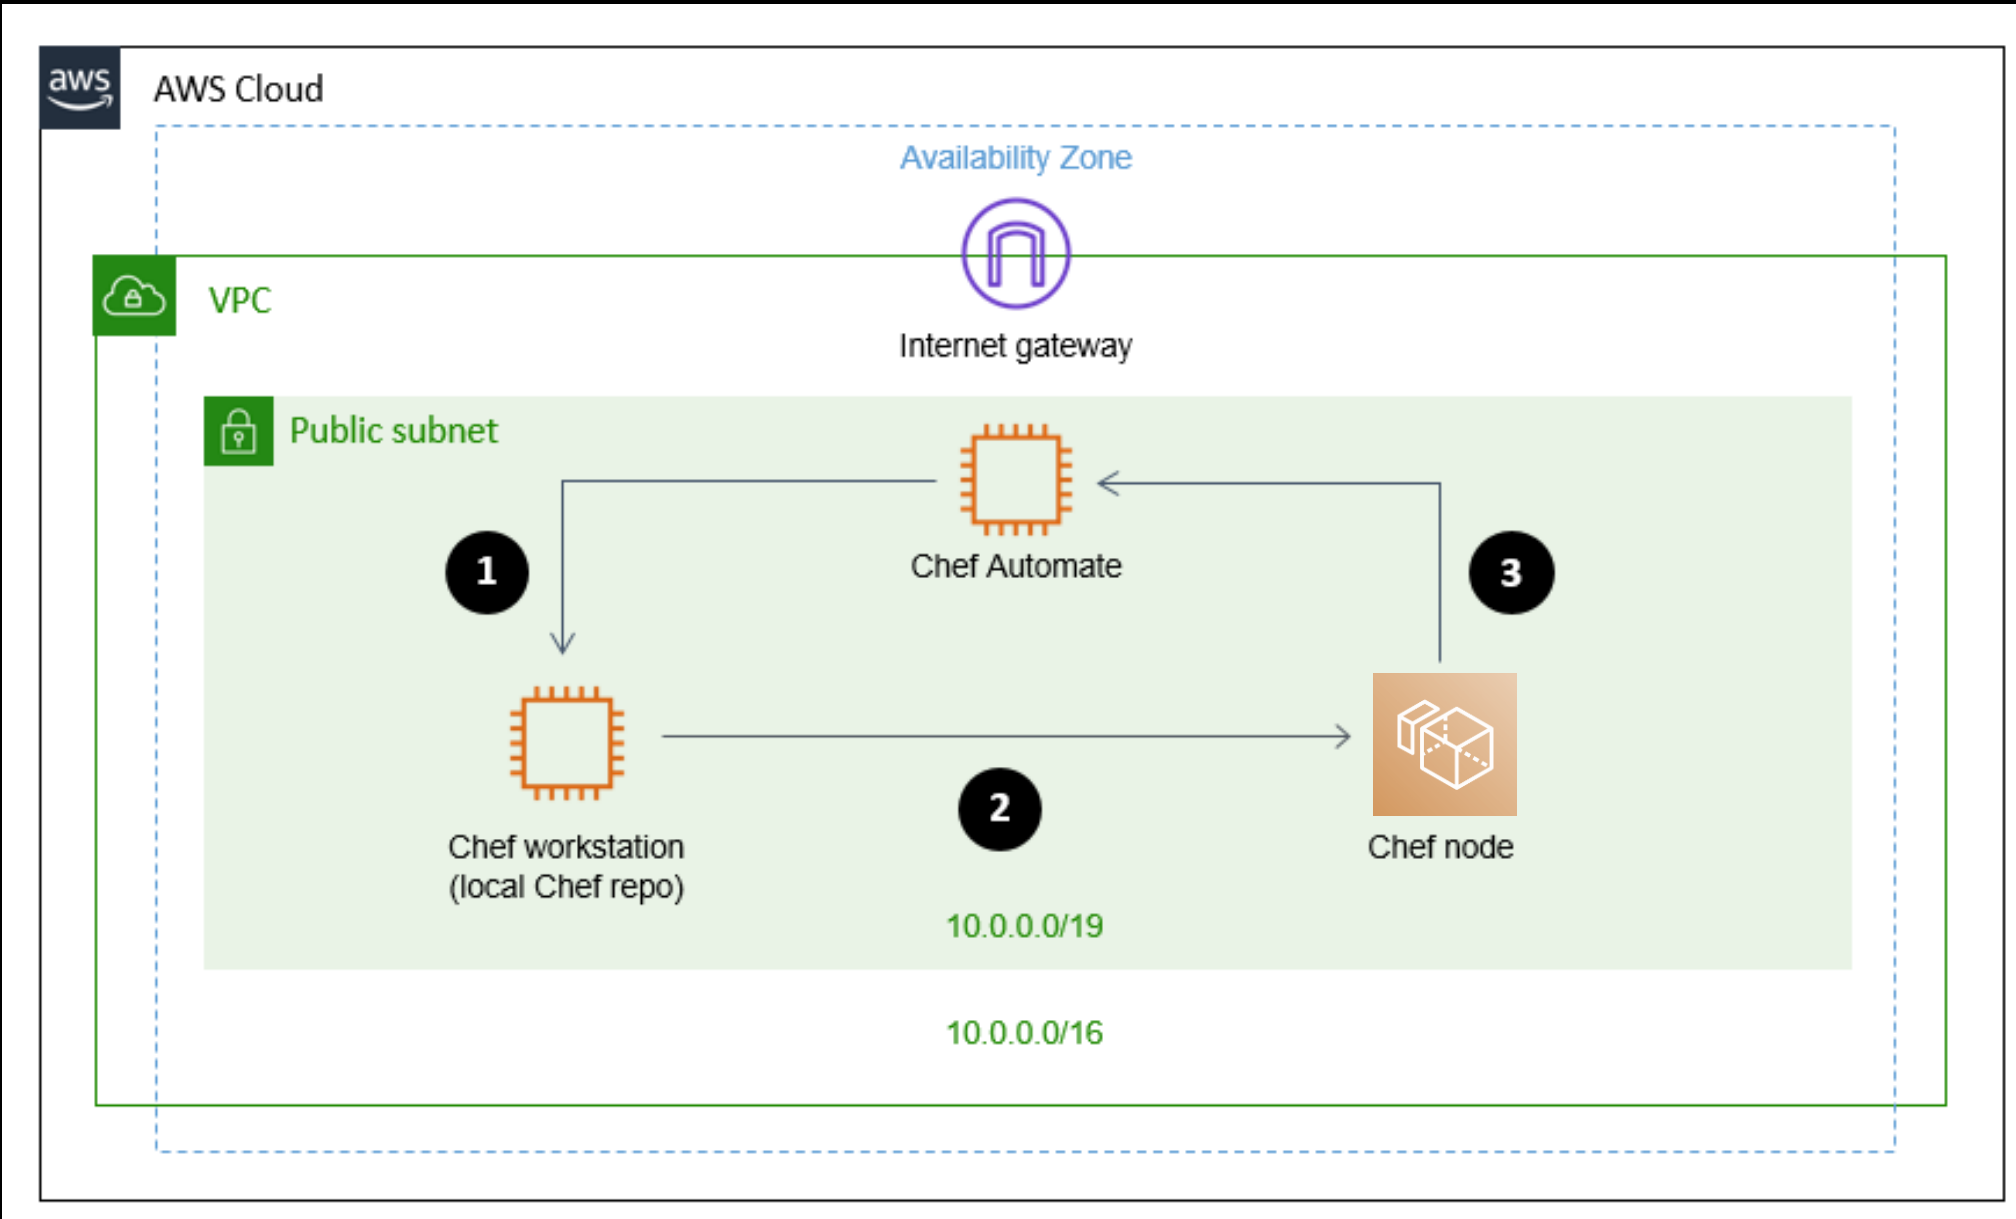 aws
AWS Cloud
Availability Zone
VPC
Internet gateway
Public subnet
Chef Automate
1
3
2
Chef workstation
(local Chef repo)
Chef node
10.0.0.0/19
10.0.0.0/16